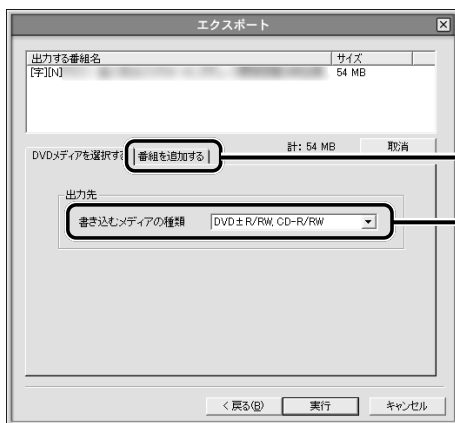 エクスポート
出力する番組名 サイズ
[字][N] 54 MB
計: 54 MB 取消
DVDメディアを選択す 番組を追加する
出力先
書き込むメディアの種類 DVD±R/RW, CD-R/RW
< 戻る(B) 実行 キャンセル